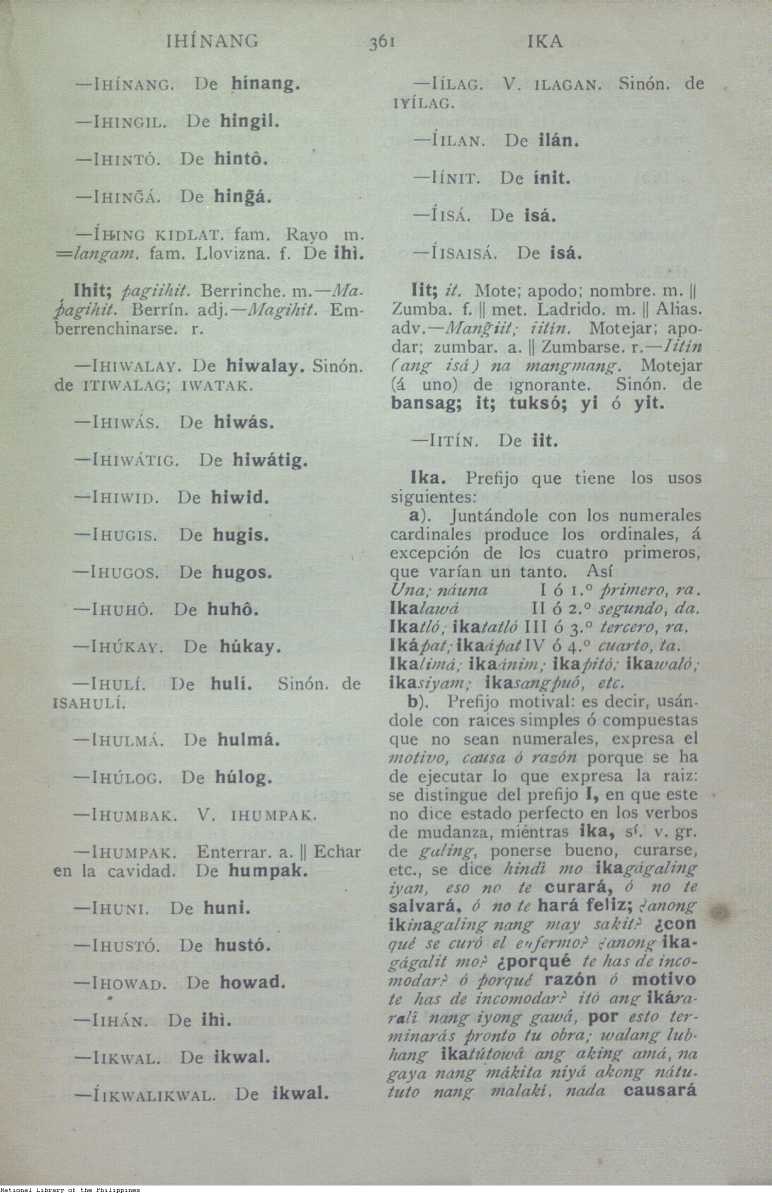 IHÍNANG 361 IKA
—IHÍNANG. De hínang.
—IHINGIL. De hingil.
—IHINTÓ. De hintô.
—IHING̃Á. De hing̃á.
—ÍHING KIDLAT. fam. Rayo m.
=langam. fam. Llovizna. f. De ihì.
Ihit; pagiihit. Berrinche. m.—Ma-
pagihit. Berrín. adj.—Magihit. Em-
berrenchinarse. r.
—IHIWALAY. De hiwalay. Sinón.
de ITIWALAG; IWATAK.
—IHIWÁS. De hiwás.
—IHIWÁTIG. De hiwátig.
—IHIWID. De hiwid.
—IHUGIS. De hugis.
—IHUGOS. De hugos.
—IHUHÔ. De huhô.
—IHÚKAY. De húkay.
—IHULÍ. De hulí. Sinón. de
ISAHULÍ.
—IHULMÁ. De hulmá.
—IHÚLOG. De húlog.
—IHUMBAK. V. IHUMPAK.
—IHUMPAK. Enterrar. a. || Echar
en la cavidad. De humpak.
—IHUNI. De huni.
—IHUSTÓ. De hustó.
—IHOWAD. De howad.
—IIHÁN. De ihì.
—IIKWAL. De ikwal.
—ÍIKWALIKWAL. De ikwal.
—IÍLAG. V. ILAGAN. Sinón. de
IYÍLAG.
—ÍILAN. De ilán.
—IÍNIT. De ínit.
—ÍISÁ. De isá.
—ÍISAISÁ. De isá.
Iit; it. Mote; apodo; nombre. m. ||
Zumba. f. || met. Ladrido. m. || Alias.
adv.—Mang̃iit; iitin. Motejar; apo-
dar; zumbar. a. || Zumbarse. r.—Iitin
(ang isá) na mangmang. Motejar
(á uno) de ignorante. Sinón. de
bansag; it; tuksó; yi ó yit.
—IITÍN. De iit.
Ika. Prefijo que tiene los usos
siguientes:
a). Juntándole con los numerales
cardinales produce los ordinales, á
excepción de los cuatro primeros,
que varían un tanto. Así
Una; náuna I ó 1.º primero, ra.
Ikalawá II ó 2.º segundo, da.
Ikatló; ikatatló III ó 3.º tercero, ra.
Ikápat; ikaápat IV ó 4.º cuarto, ta.
Ikalimá; ikaánim; ikapitó; ikawaló;
ikasiyam; ikasangpuó, etc.
b). Prefijo motival: es decir, usán-
dole con raices simples ó compuestas
que no sean numerales, expresa el
motivo, causa ó razón porque se ha
de ejecutar lo que expresa la raiz:
se distingue del prefijo I, en que este
no dice estado perfecto en los verbos
de mudanza, miéntras ika, sí. v. gr.
de galing, ponerse bueno, curarse,
etc., se dice hindî mo ikagágaling
iyan, eso no te curará, ó no te
salvará, ó no te hará feliz; ¿anong
ikinagaling nang may sakit? ¿con
qué se curó el enfermo? ¿anong ika-
gágalit mo? ¿porqué te has de inco-
modar? ó porqué razón ó motivo
te has de incomodar? itó ang ikára-
rali nang iyong gawá, por esto ter-
minarás pronto tu obra; walang lub-
hang ikatútowá ang aking amá, na
gaya nang mákita niyá akong nátu-
tuto nang malaki, nada causará
National Library of the Philippines